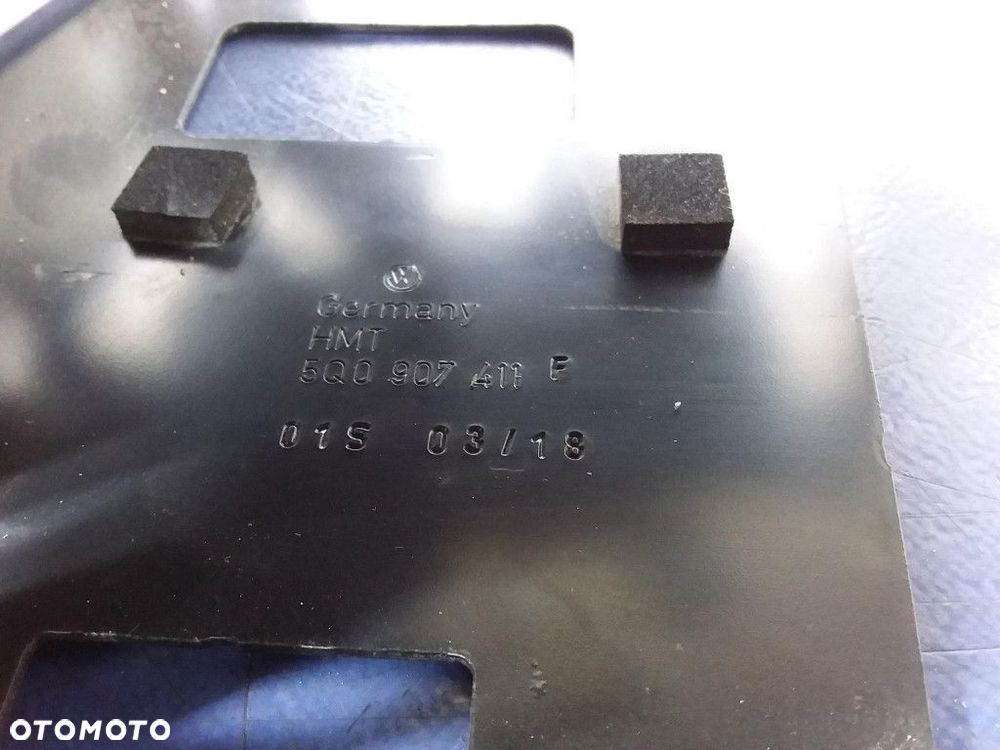 Germany
HMT
5Q0 907 411 F
01S 03/18
OTOMOTO